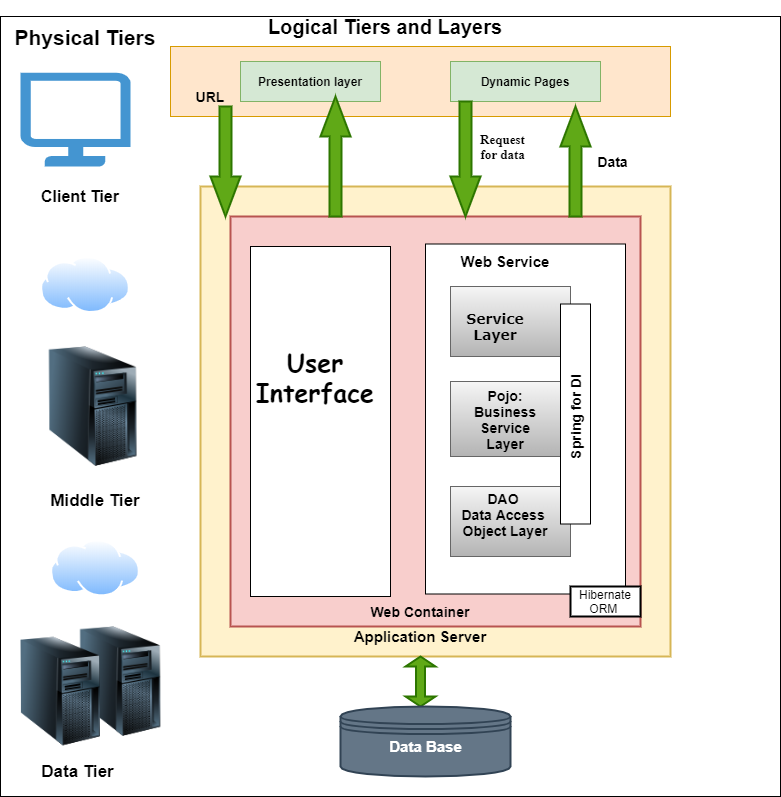 Logical Tiers and Layers
Physical Tiers
Presentation layer
Dynamic Pages
URL
Request
for data
Data
Client Tier
Web Service
User
Interface
Service
Layer
Pojo:
Business
Service
Layer
Spring for DI
DAO
Data Access
Object Layer
Middle Tier
Hibernate
ORM
Web Container
Application Server
Data Base
Data Tier